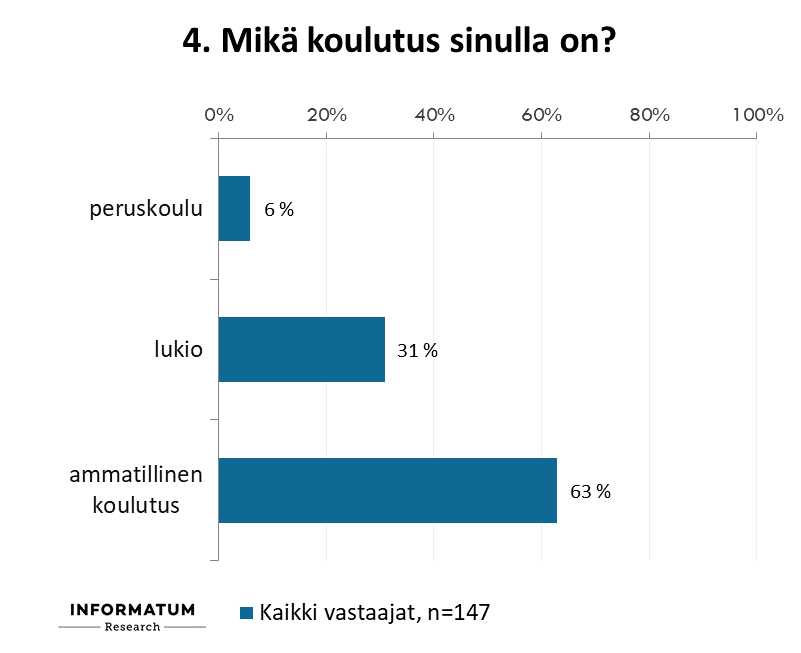 4. Mikä koulutus sinulla on?
0% 20% 40% 60% 80% 100%
peruskoulu 6 %
lukio 31 %
ammatillinen
koulutus 63 %
INFORMATUM
Research
Kaikki vastaajat, n=147